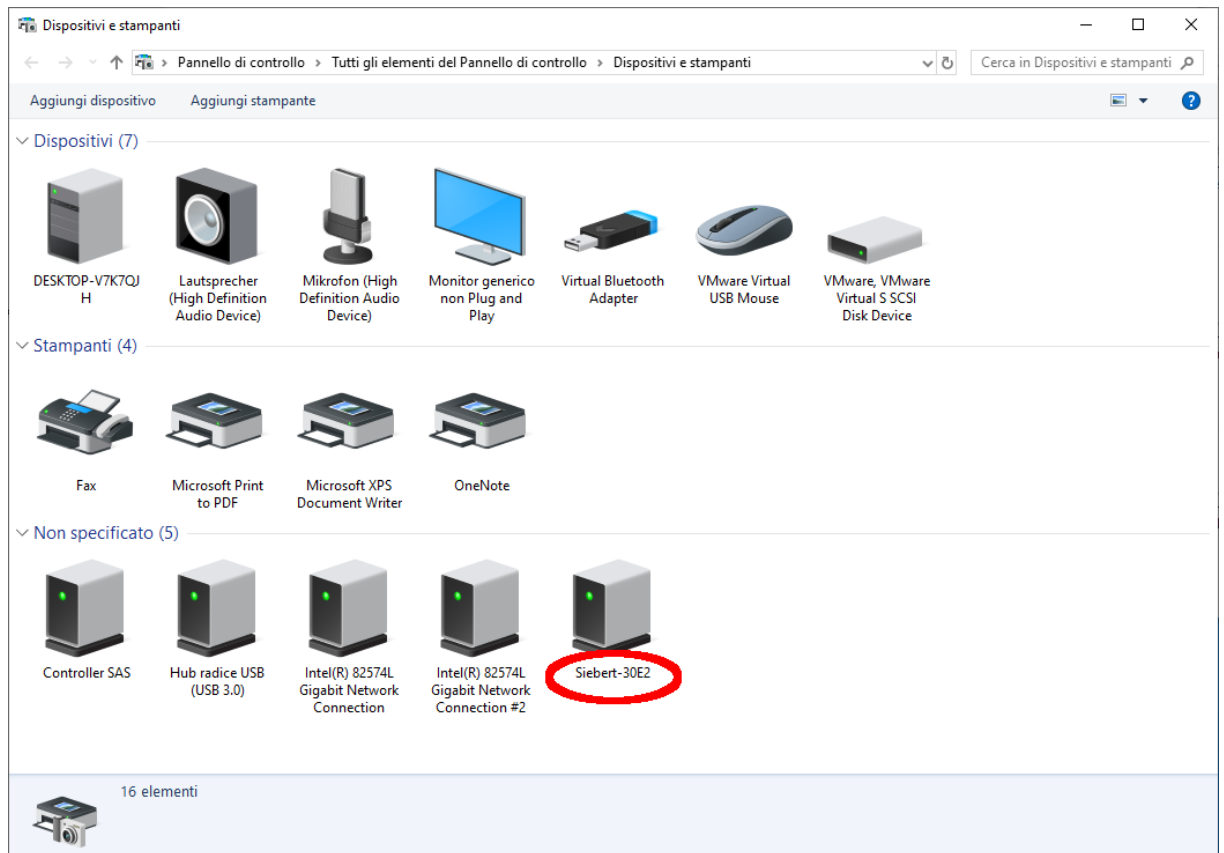 Dispositivi e stampanti
Pannello di controllo > Tutti gli elementi del Pannello di controllo > Dispositivi e stampanti
Cerca in Dispositivi e stampanti
Aggiungi dispositivo Aggiungi stampante
?
Dispositivi (7)
DESKTOP-V7K7QJ
H
Lautsprecher
(High Definition
Audio Device)
Mikrofon (High
Definition Audio
Device)
Monitor generico
non Plug and
Play
Virtual Bluetooth
Adapter
VMware Virtual
USB Mouse
VMware, VMware
Virtual S SCSI
Disk Device
Stampanti (4)
Fax
Microsoft Print
to PDF
Microsoft XPS
Document Writer
OneNote
Non specificato (5)
Controller SAS
Hub radice USB
(USB 3.0)
Intel(R) 82574L
Gigabit Network
Connection
Intel(R) 82574L
Gigabit Network
Connection #2
Siebert-30E2
16 elementi